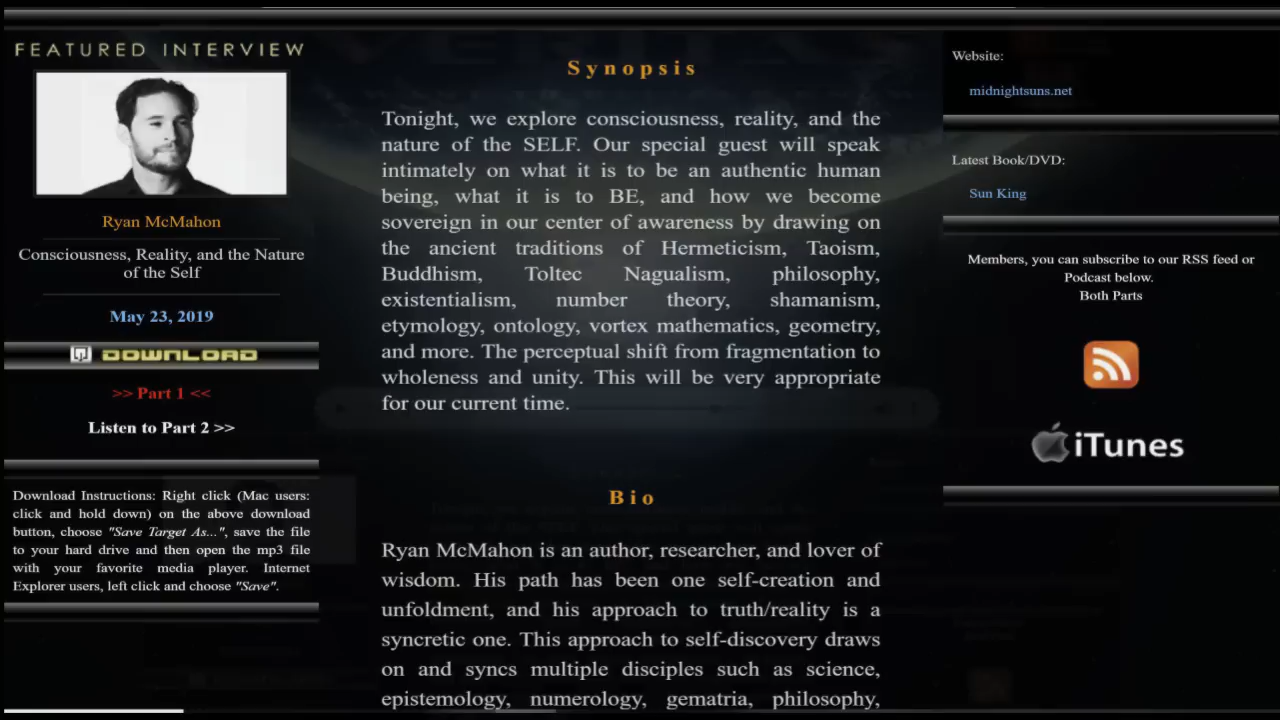 FEATURED INTERVIEW
Ryan McMahon
Consciousness, Reality, and the Nature
of the Self
May 23, 2019
DOWNLOAD
>> Part 1 <<
Listen to Part 2 >>
Download Instructions: Right click (Mac users:
click and hold down) on the above download
button, choose "Save Target As...", save the file
to your hard drive and then open the mp3 file
with your favorite media player. Internet
Explorer users, left click and choose "Save".
Synopsis
Tonight, we explore consciousness, reality, and the
nature of the SELF. Our special guest will speak
intimately on what it is to be an authentic human
being, what it is to BE, and how we become
sovereign in our center of awareness by drawing on
the ancient traditions of Hermeticism, Taoism,
Buddhism, Toltec Nagualism, philosophy,
existentialism, number theory, shamanism,
etymology, ontology, vortex mathematics, geometry,
and more. The perceptual shift from fragmentation to
wholeness and unity. This will be very appropriate
for our current time.
Bio
Ryan McMahon is an author, researcher, and lover of
wisdom. His path has been one self-creation and
unfoldment, and his approach to truth/reality is a
syncretic one. This approach to self-discovery draws
on and syncs multiple disciples such as science,
epistemology, numerology, gematria, philosophy,
Website:
midnightsuns.net
Latest Book/DVD:
Sun King
Members, you can subscribe to our RSS feed or
Podcast below.
Both Parts
iTunes